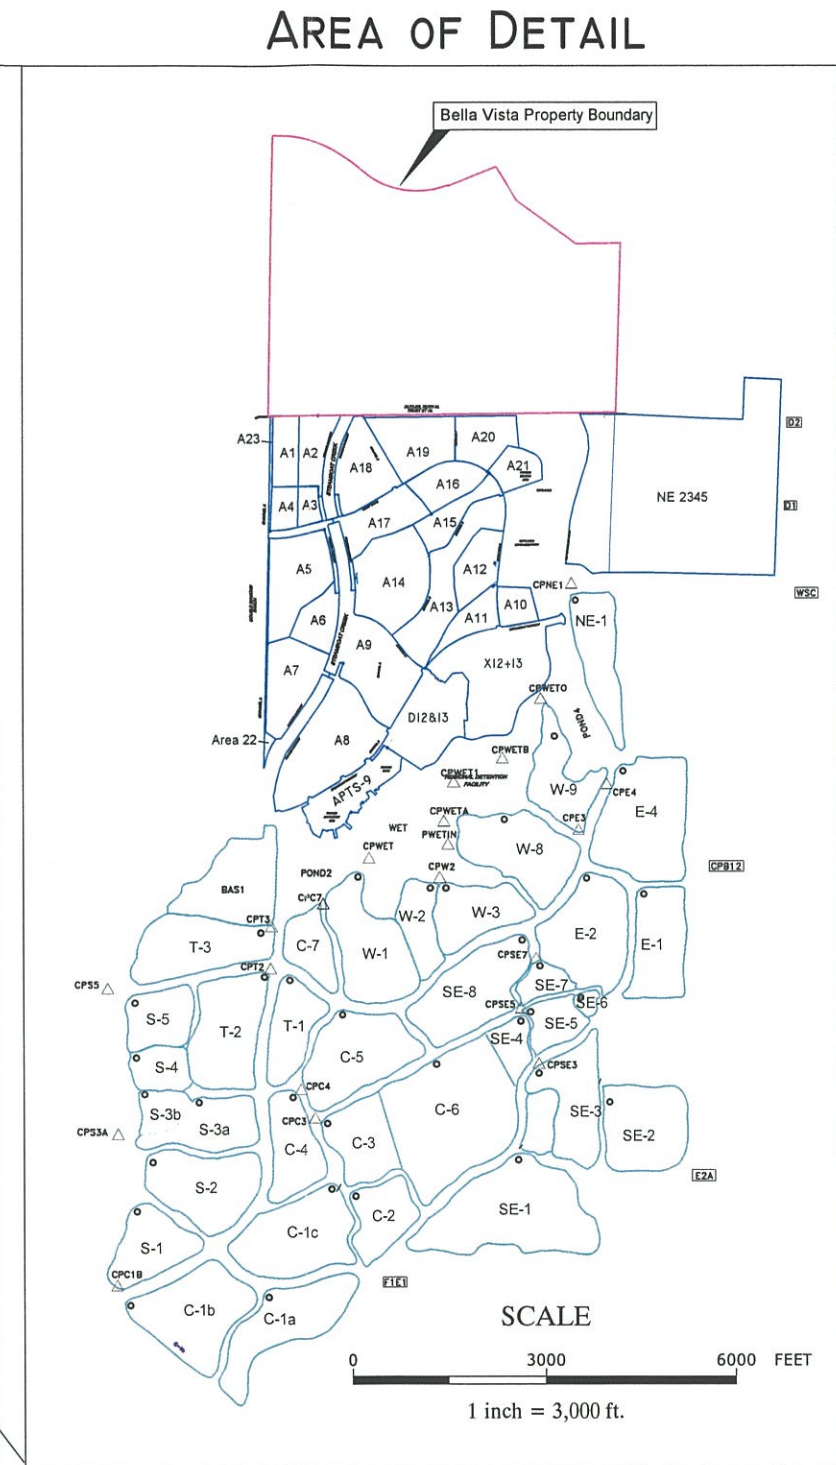 AREA OF DETAIL
Bella Vista Property Boundary
D2
A23
A1
A2
STEAMBOAT CREEK
A18
A19
A20
A21
A16
NE 2345
D1
A4
A3
A17
A15
A5
A14
A12
CPNE1
WSC
A13
A11
A10
NE-1
A6
STEAMBOAT CREEK
A9
A7
X12+13
CPWETO
POND4
D12&13
Area 22
A8
CPWETB
CPWET1
DETENTION
FACILITY
APTS-9
W-9
CPE4
E-4
CPWETA
CPE3
WET
PWETIN
W-8
CPWET
CPW2
CPB12
POND2
BAS1
W-2
W-3
CPT3
C-7
W-1
E-2
E-1
T-3
CPSE7
CPT2
SE-7
CPS5
SE-8
CPSE5
SE-6
S-5
T-2
T-1
SE-5
SE-4
C-5
S-4
CPSE3
CPC4
S-3b
S-3a
CPC3
C-6
SE-3
SE-2
CPS3A
C-4
C-3
E2A
S-2
C-2
SE-1
C-1c
S-1
CPC1B
F1E1
C-1b
C-1a
SCALE
0 3000 6000 FEET
1 inch = 3,000 ft.